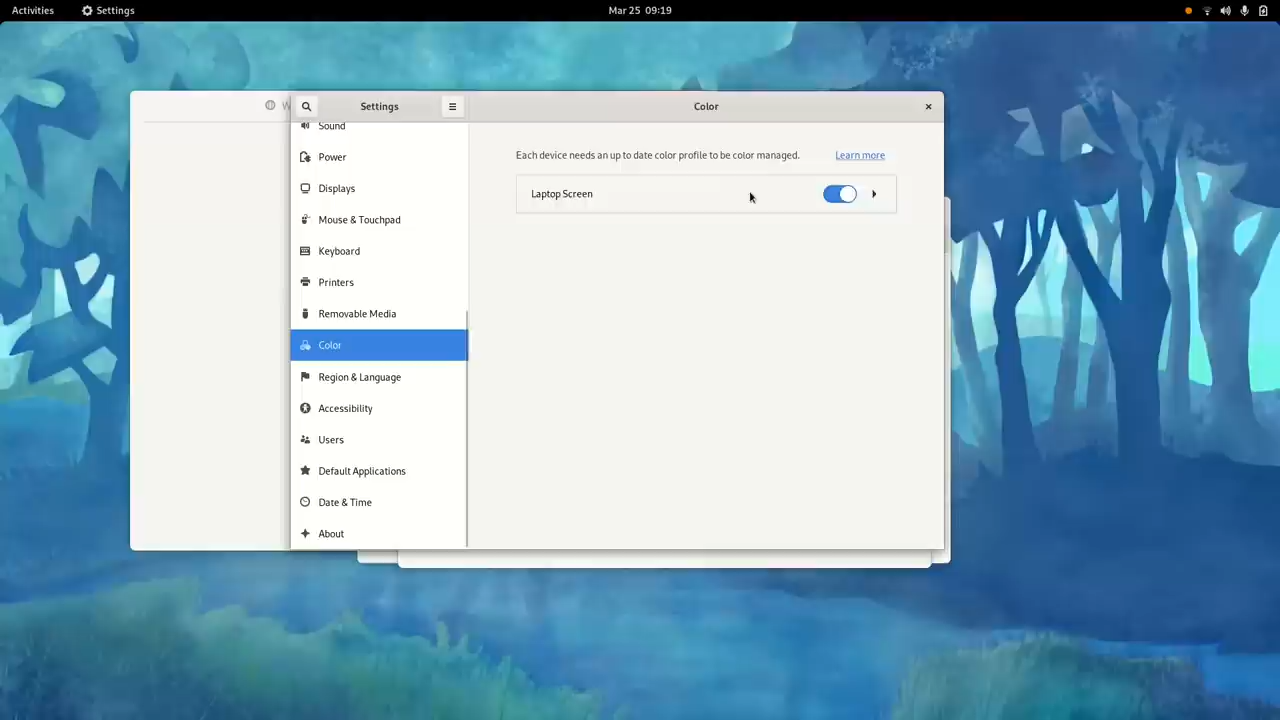 Activities
Settings
Mar 25 09:19
W
Settings
Color
Sound
Power
Displays
Mouse & Touchpad
Keyboard
Printers
Removable Media
Color
Region & Language
Accessibility
Users
Default Applications
Date & Time
About
Each device needs an up to date color profile to be color managed.
Learn more
Laptop Screen